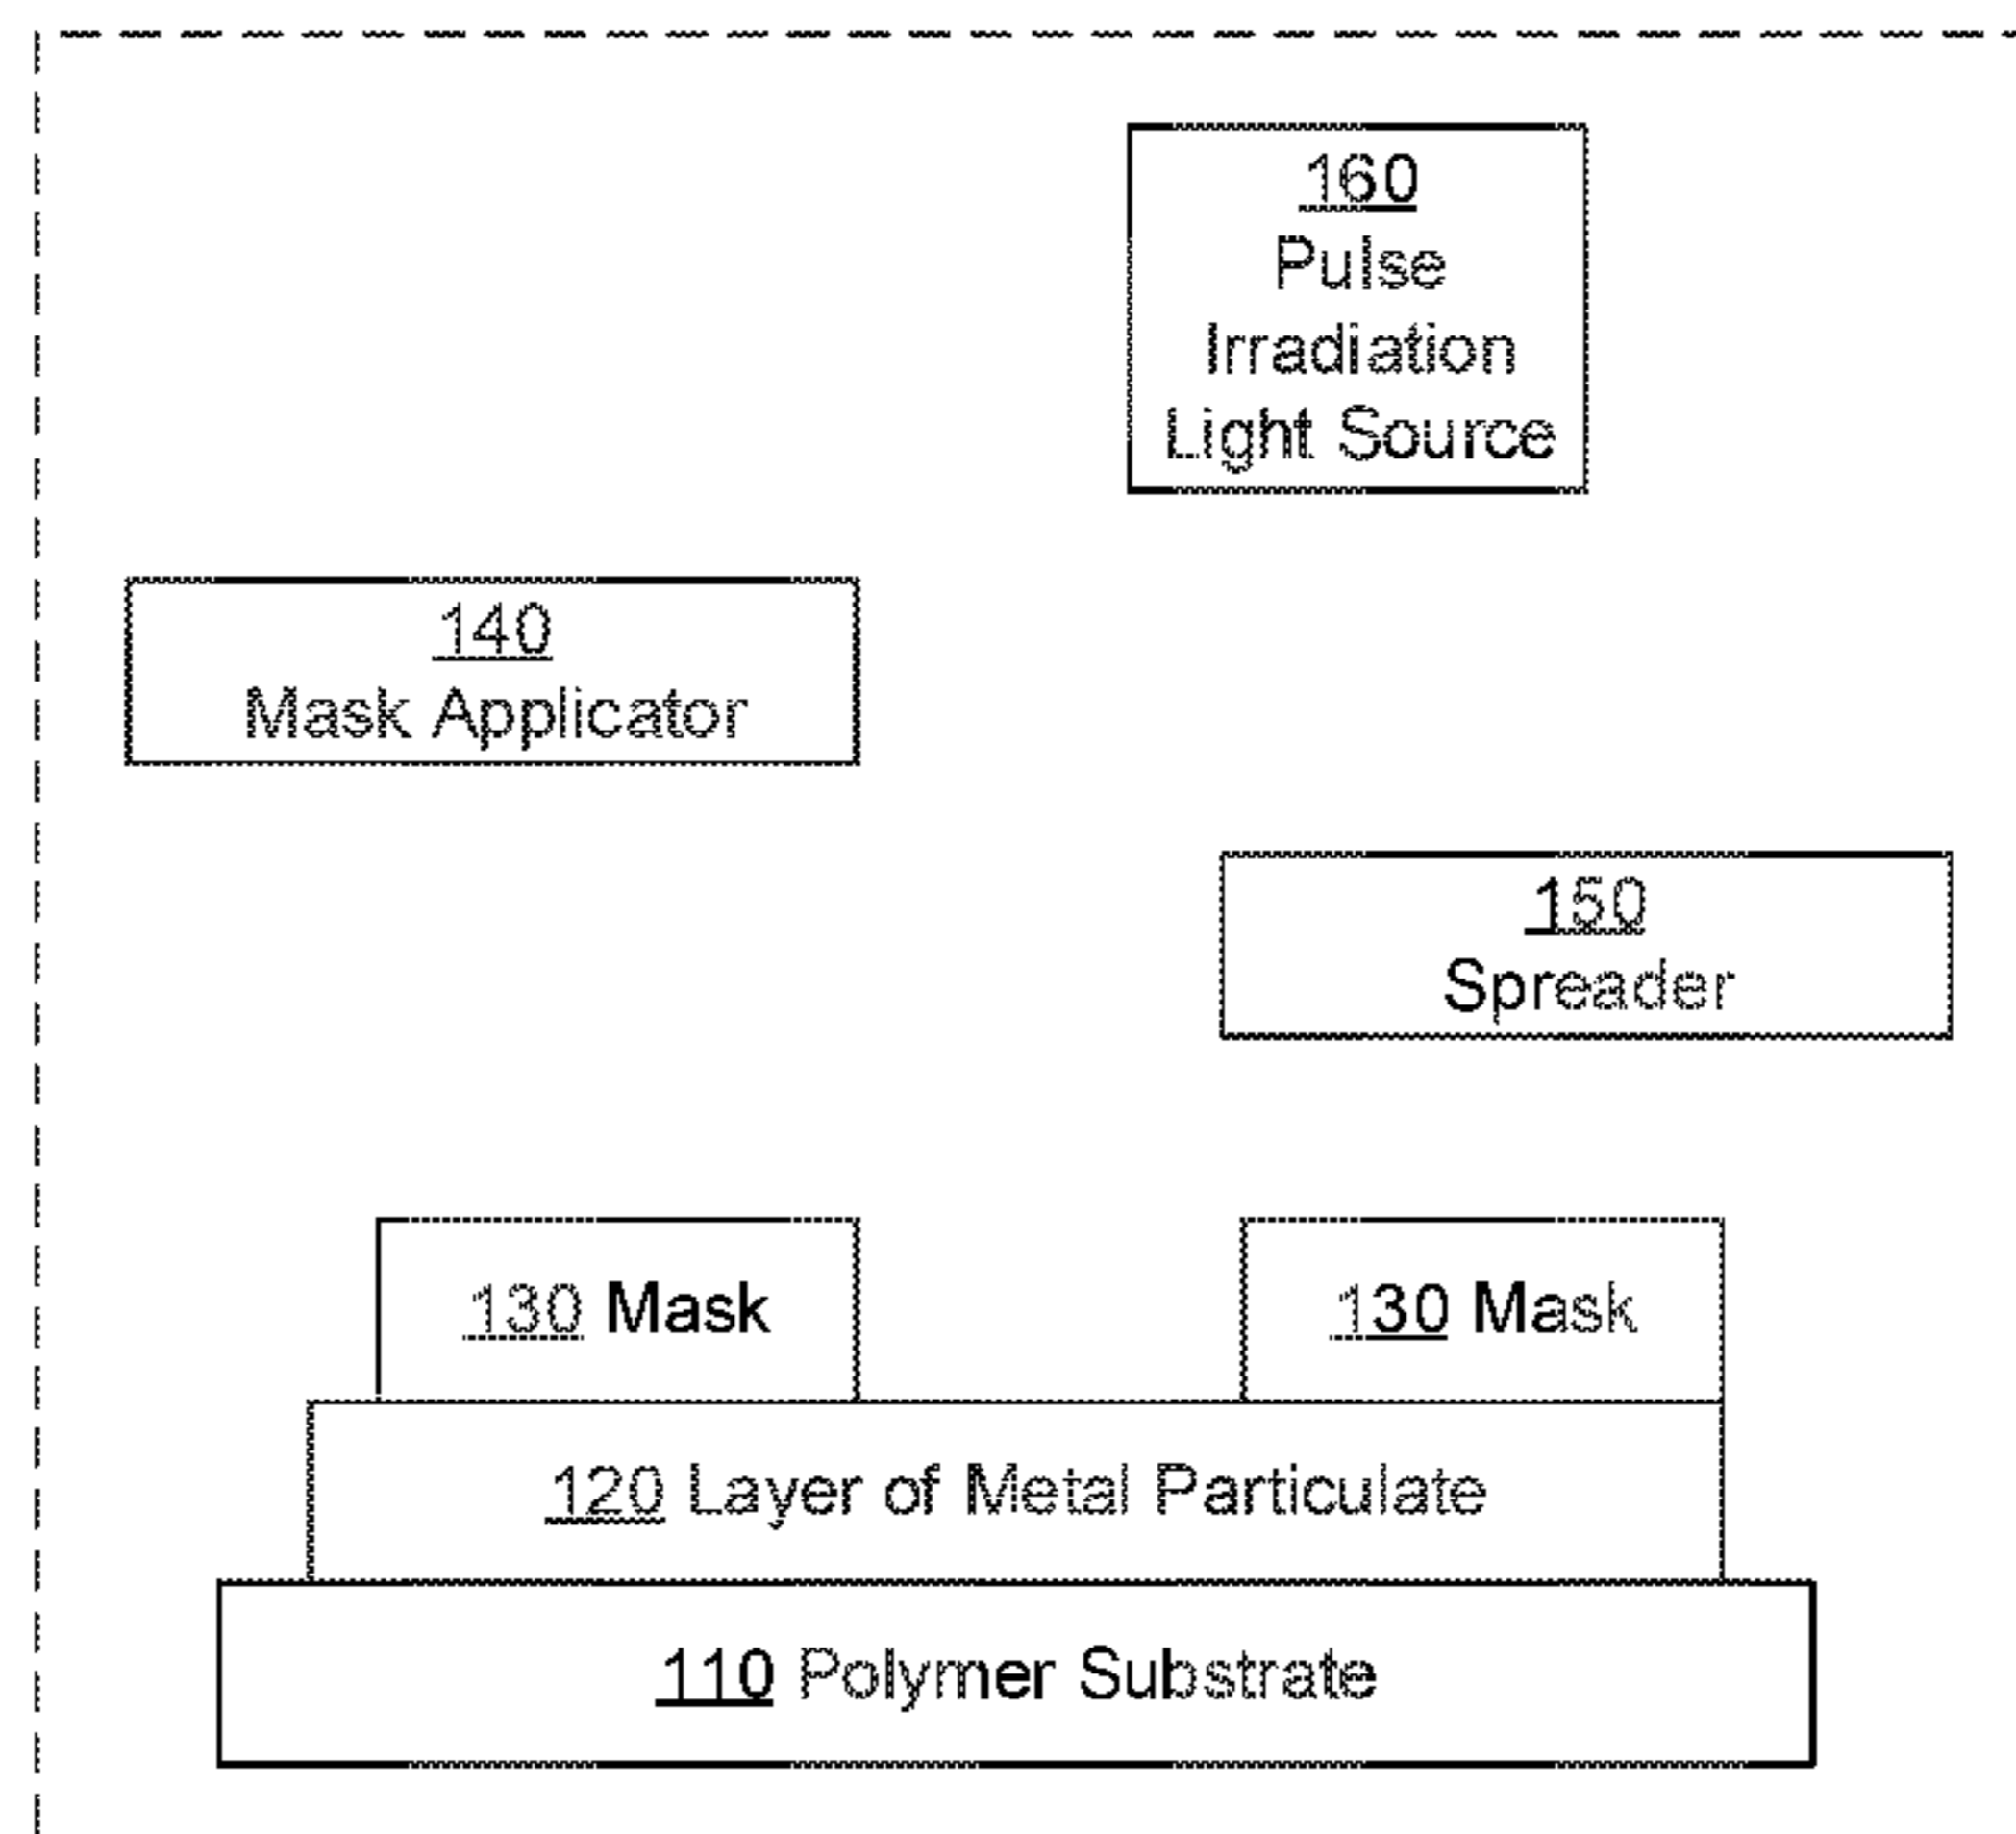 160
Pulse
Irradiation
Light Source
140
Mask Applicator
150
Spreader
130 Mask
130 Mask
120 Layer of Metal Particulate
110 Polymer Substrate